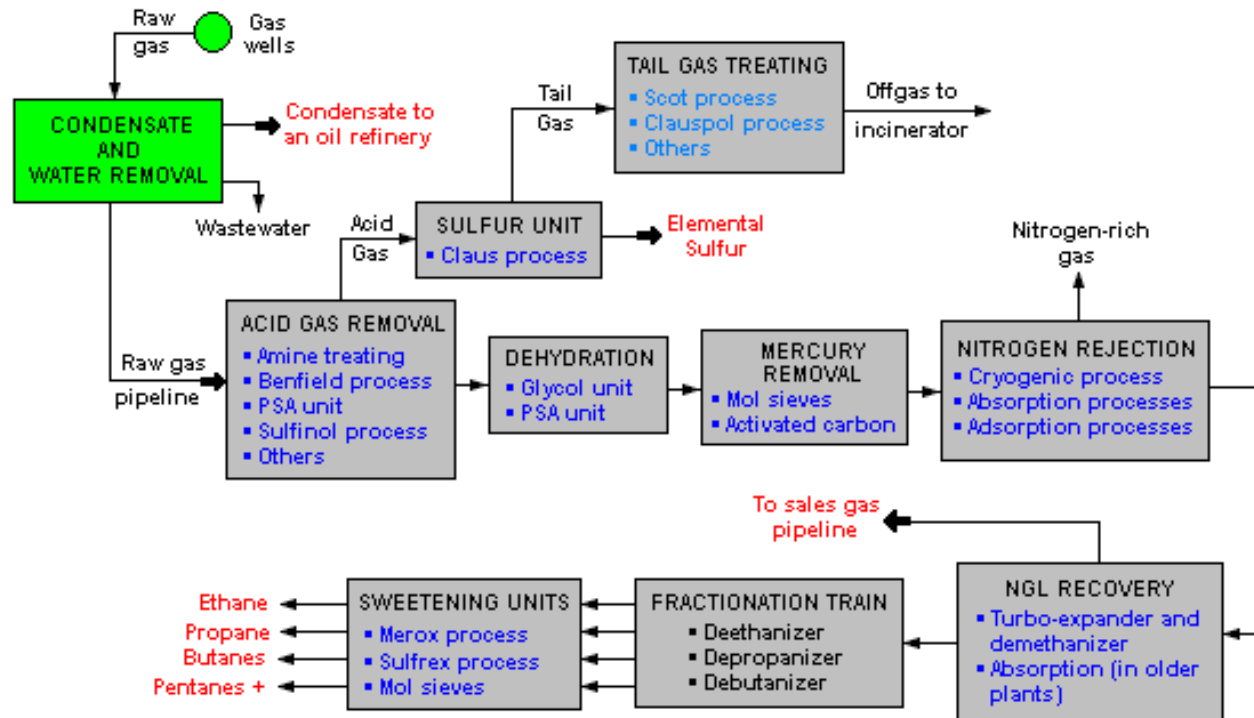 Raw
gas
Gas
wells
CONDENSATE
AND
WATER REMOVAL
Condensate to
an oil refinery
Wastewater
Tail
Gas
TAIL GAS TREATING
▪ Scot process
▪ Clauspol process
▪ Others
Offgas to
incinerator
Acid
Gas
SULFUR UNIT
▪ Claus process
Elemental
Sulfur
Raw gas
pipeline
ACID GAS REMOVAL
▪ Amine treating
▪ Benfield process
▪ PSA unit
▪ Sulfinol process
▪ Others
DEHYDRATION
▪ Glycol unit
▪ PSA unit
MERCURY
REMOVAL
▪ Mol sieves
▪ Activated carbon
Nitrogen-rich
gas
NITROGEN REJECTION
▪ Cryogenic process
▪ Absorption processes
▪ Adsorption processes
To sales gas
pipeline
NGL RECOVERY
▪ Turbo-expander and
demethanizer
▪ Absorption (in older
plants)
FRACTIONATION TRAIN
▪ Deethanizer
▪ Depropanizer
▪ Debutanizer
SWEETENING UNITS
▪ Merox process
▪ Sulfrex process
▪ Mol sieves
Ethane
Propane
Butanes
Pentanes +